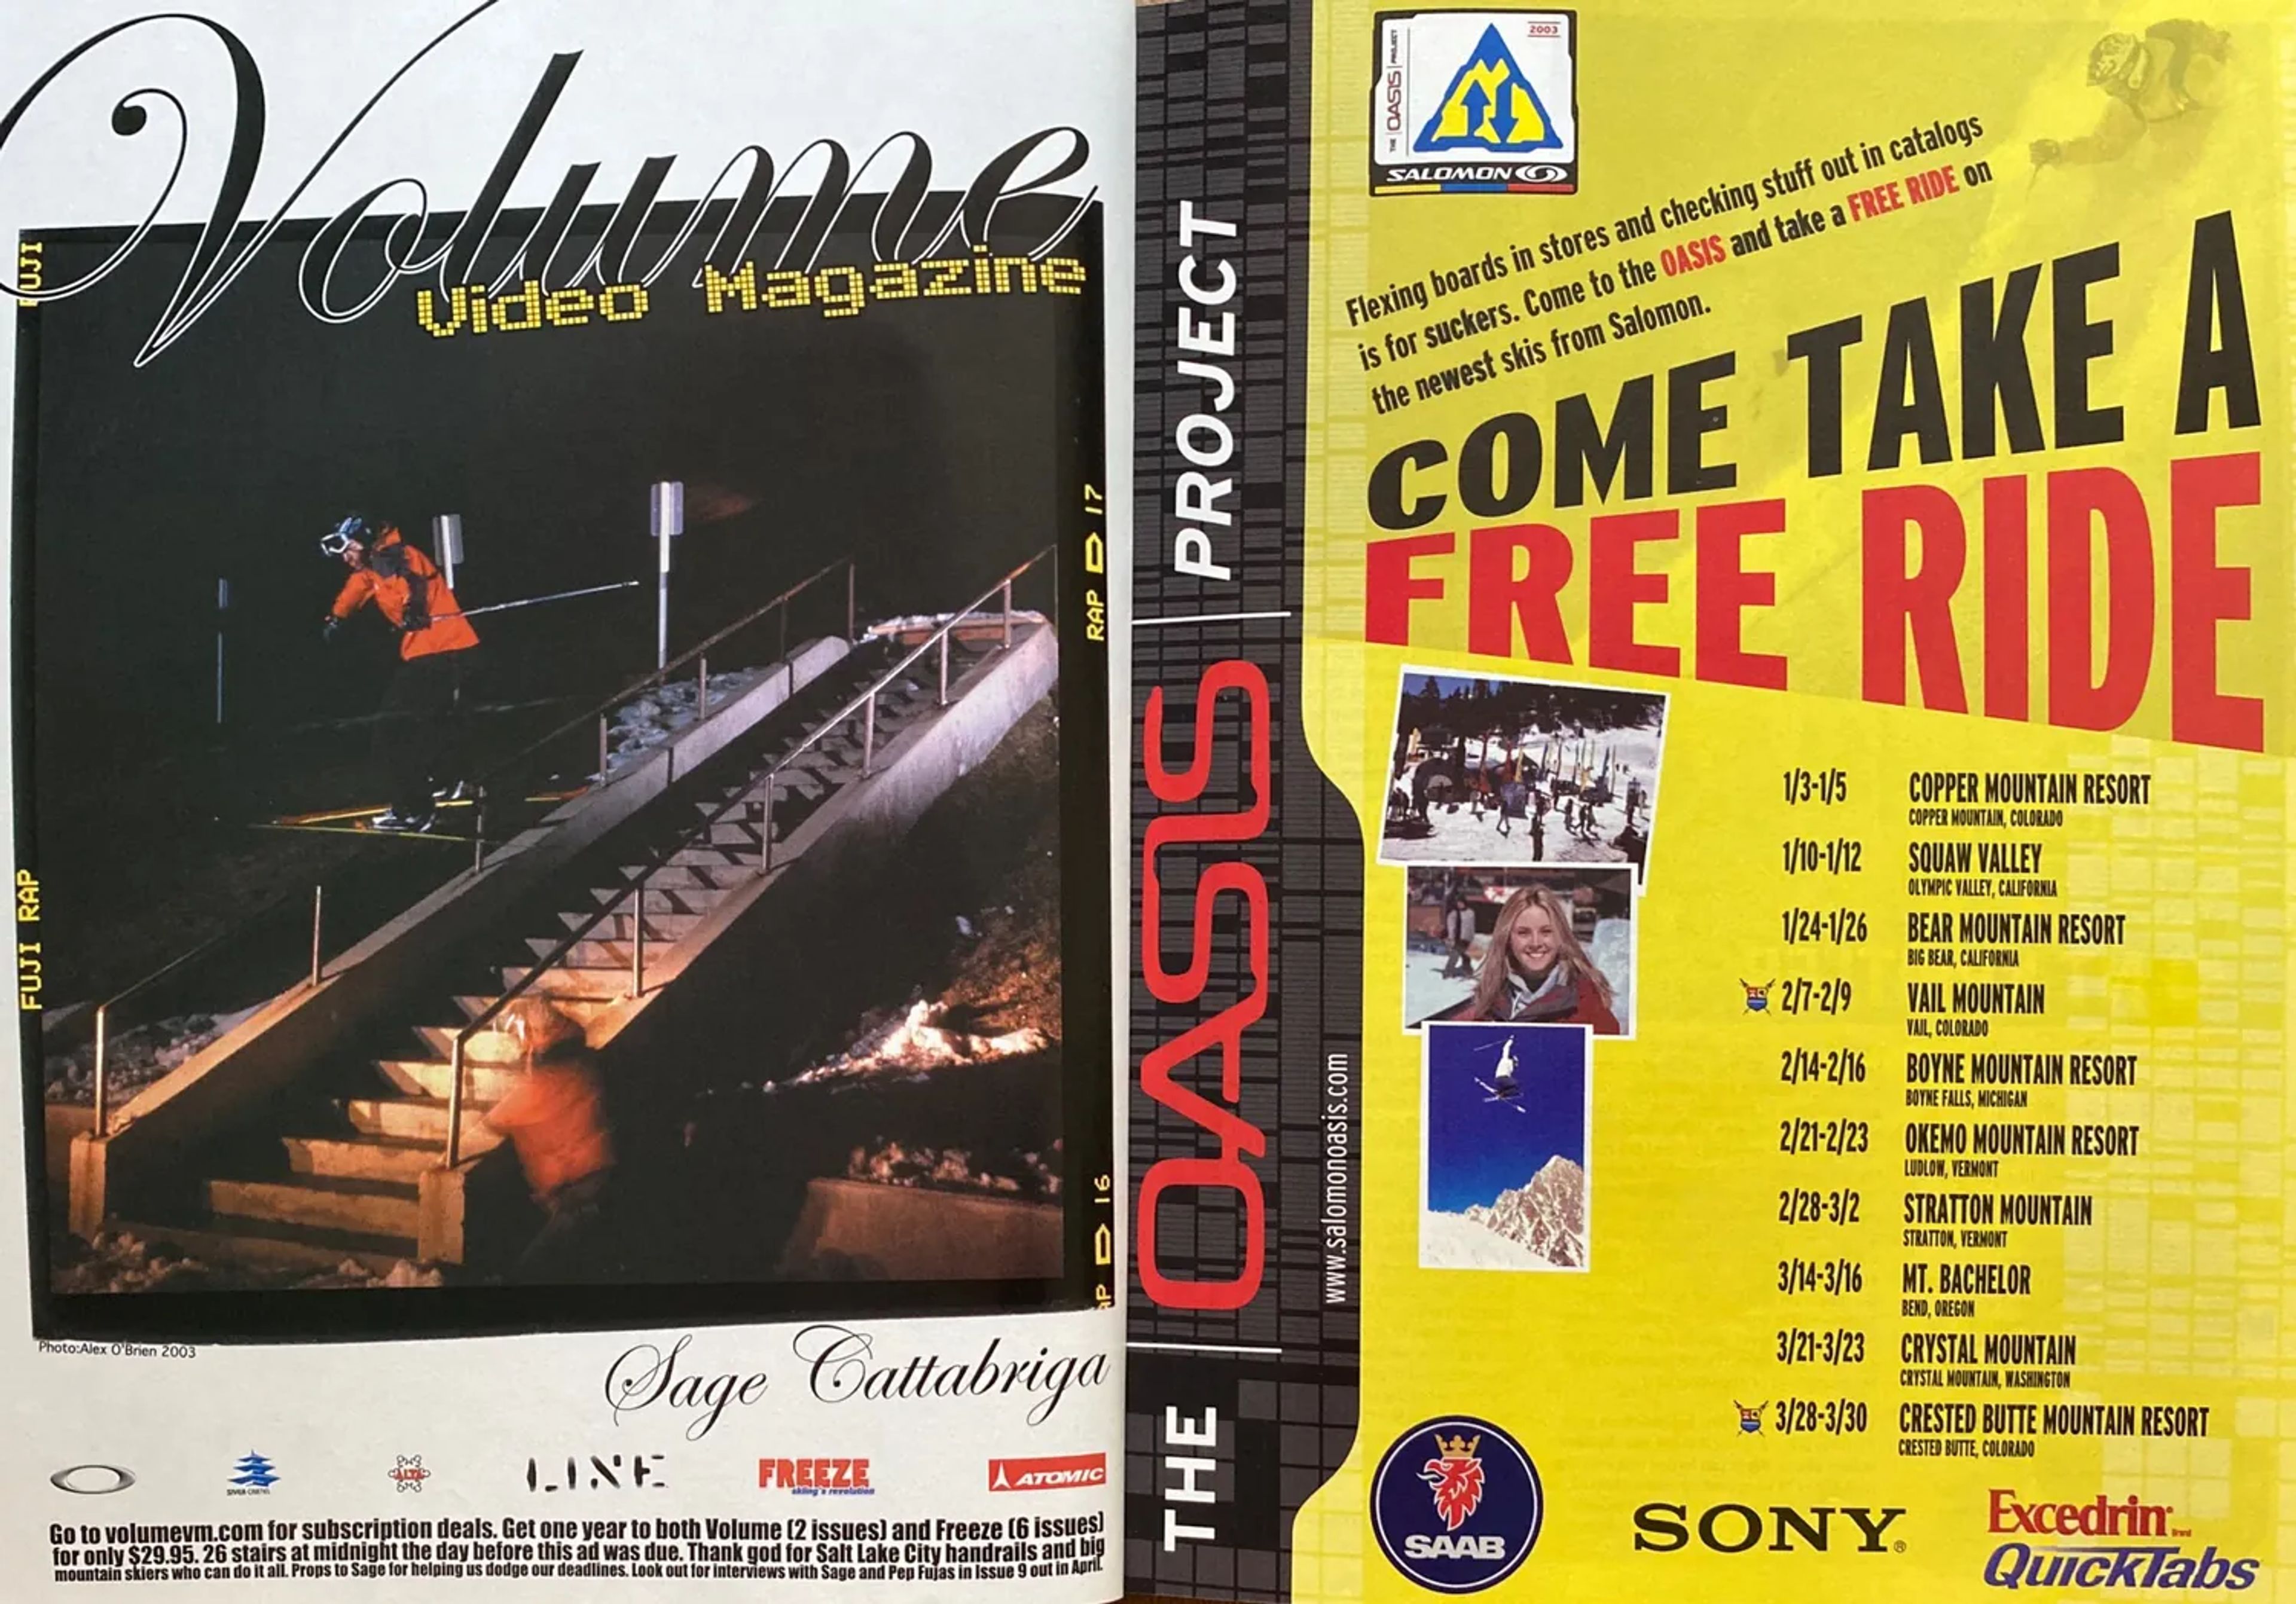 Volume
Video Magazine
FUJI
FUJI RAP
RAP D 17
AP D 16
Photo:Alex O'Brien 2003
Sage Cattabriga
ALTA
LINE
FREEZE
skiing's revolution
ATOMIC
Go to volumevm.com for subscription deals. Get one year to both Volume (2 issues) and Freeze (6 issues)
for only $29.95. 26 stairs at midnight the day before this ad was due. Thank god for Salt Lake City handrails and big
mountain skiers who can do it all. Props to Sage for helping us dodge our deadlines. Look out for interviews with Sage and Pep Fujas in Issue 9 out in April.
THE OASIS PROJECT
www.salomonoasis.com
THE OASIS PROJECT
2003
SALOMON
Flexing boards in stores and checking stuff out in catalogs
is for suckers. Come to the OASIS and take a FREE RIDE on
the newest skis from Salomon.
COME TAKE A
FREE RIDE
1/3-1/5 COPPER MOUNTAIN RESORT
COPPER MOUNTAIN, COLORADO
1/10-1/12 SQUAW VALLEY
OLYMPIC VALLEY, CALIFORNIA
1/24-1/26 BEAR MOUNTAIN RESORT
BIG BEAR, CALIFORNIA
2/7-2/9 VAIL MOUNTAIN
VAIL, COLORADO
2/14-2/16 BOYNE MOUNTAIN RESORT
BOYNE FALLS, MICHIGAN
2/21-2/23 OKEMO MOUNTAIN RESORT
LUDLOW, VERMONT
2/28-3/2 STRATTON MOUNTAIN
STRATTON, VERMONT
3/14-3/16 MT. BACHELOR
BEND, OREGON
3/21-3/23 CRYSTAL MOUNTAIN
CRYSTAL MOUNTAIN, WASHINGTON
3/28-3/30 CRESTED BUTTE MOUNTAIN RESORT
CRESTED BUTTE, COLORADO
SAAB
SONY®
Excedrin
QuickTabs